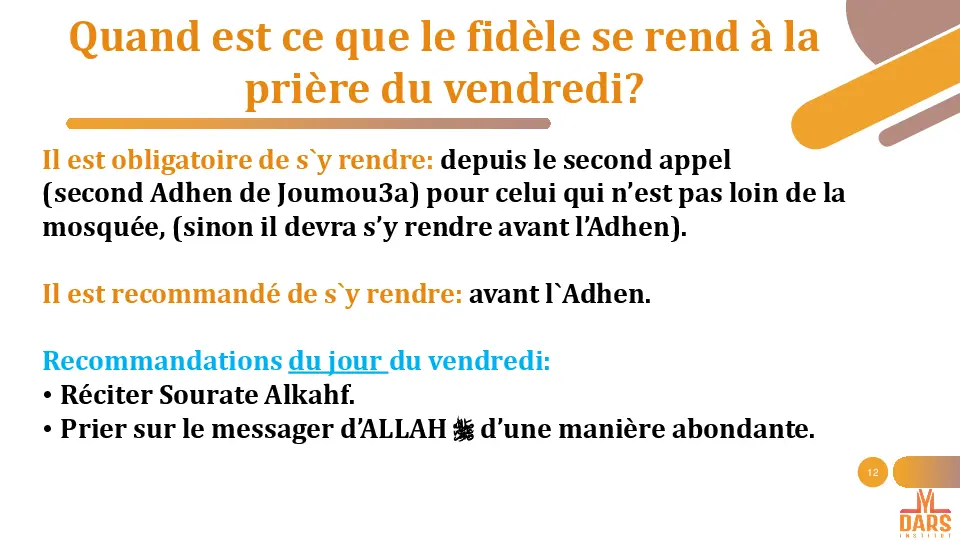 Quand est ce que le fidèle se rend à la
prière du vendredi?
Il est obligatoire de s`y rendre: depuis le second appel
(second Adhen de Joumou3a) pour celui qui n’est pas loin de la
mosquée, (sinon il devra s’y rendre avant l’Adhen).
Il est recommandé de s`y rendre: avant l`Adhen.
Recommandations du jour du vendredi:
• Réciter Sourate Alkahf.
• Prier sur le messager d’ALLAH ﷺ d’une manière abondante.
12
DARS
INSTITUT